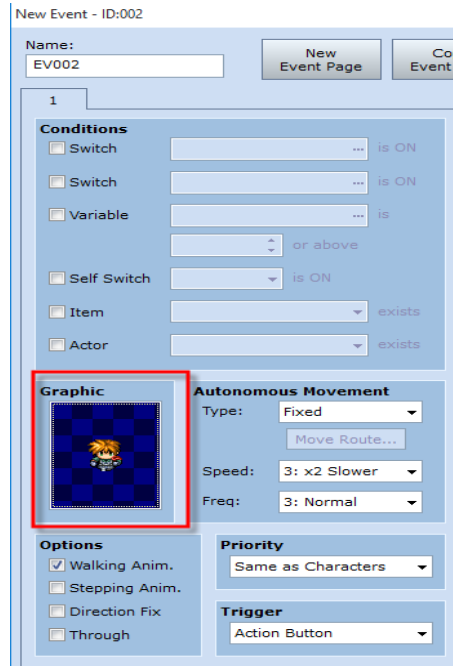 New Event - ID:002
Name:
EV002
New
Event Page
Co
Event
1
Conditions
Switch ... is ON
Switch ... is ON
Variable ... is
or above
Self Switch is ON
Item exists
Actor exists
Graphic
Autonomous Movement
Type: Fixed
Move Route...
Speed: 3: x2 Slower
Freq: 3: Normal
Options
Walking Anim.
Stepping Anim.
Direction Fix
Through
Priority
Same as Characters
Trigger
Action Button